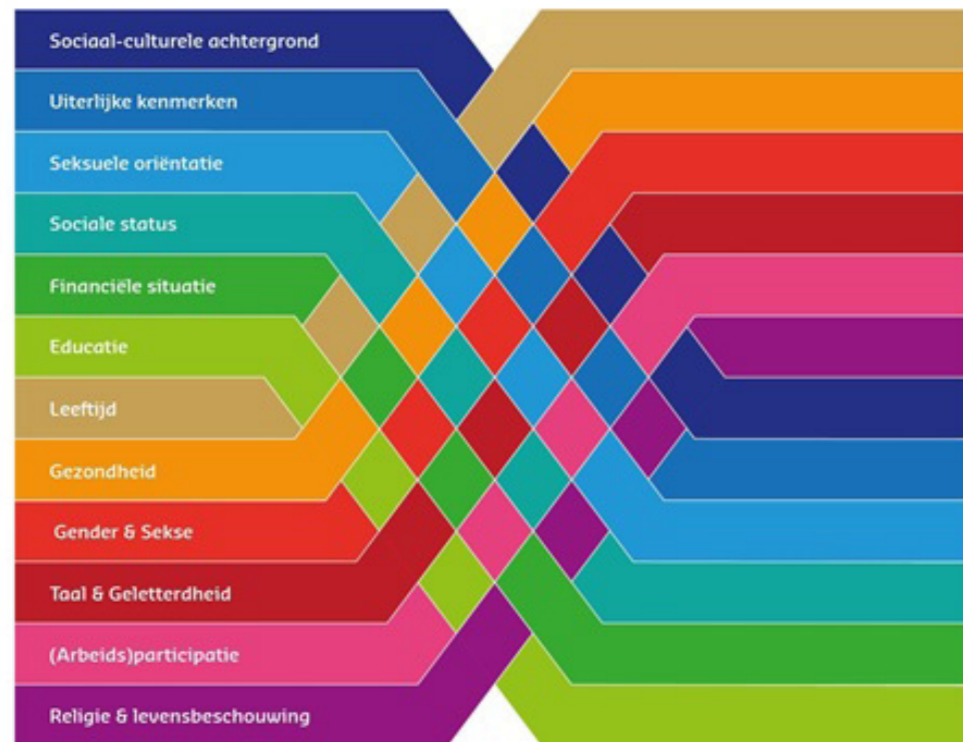 Sociaal-culturele achtergrond
Uiterlijke kenmerken
Seksuele oriëntatie
Sociale status
Financiële situatie
Educatie
Leeftijd
Gezondheid
Gender & Sekse
Taal & Geletterdheid
(Arbeids)participatie
Religie & levensbeschouwing